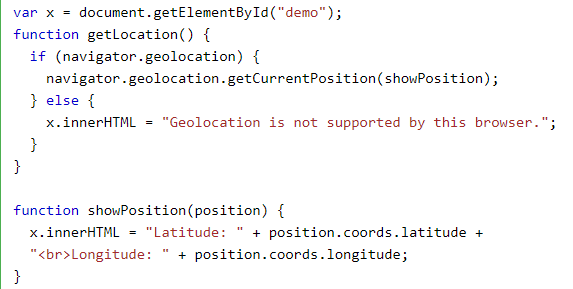 var x = document.getElementById("demo");
function getLocation() {
  if (navigator.geolocation) {
    navigator.geolocation.getCurrentPosition(showPosition);
  } else {
    x.innerHTML = "Geolocation is not supported by this browser.";
  }
}

function showPosition(position) {
  x.innerHTML = "Latitude: " + position.coords.latitude +
  "<br>Longitude: " + position.coords.longitude;
}